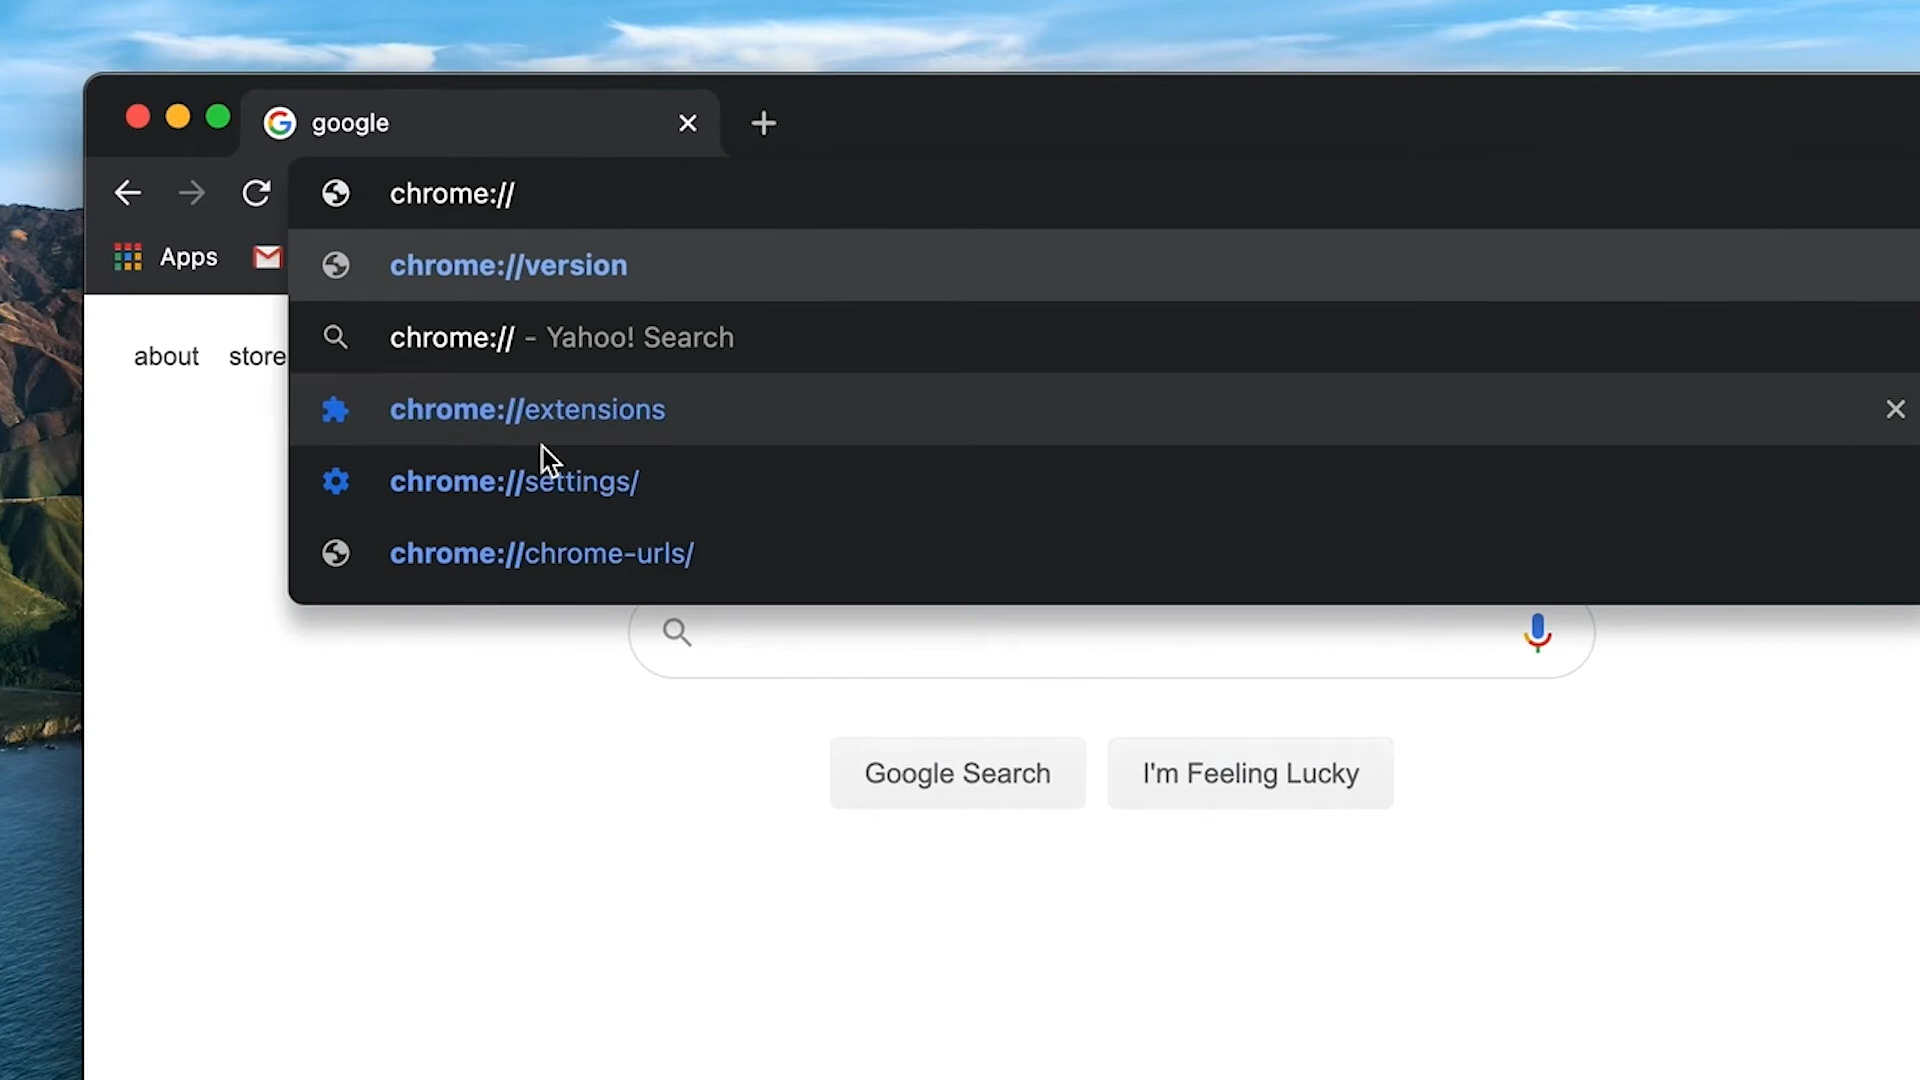 google
chrome://
chrome://version
Apps
chrome:// - Yahoo! Search
about store
chrome://extensions
chrome://settings/
chrome://chrome-urls/
Google Search I'm Feeling Lucky